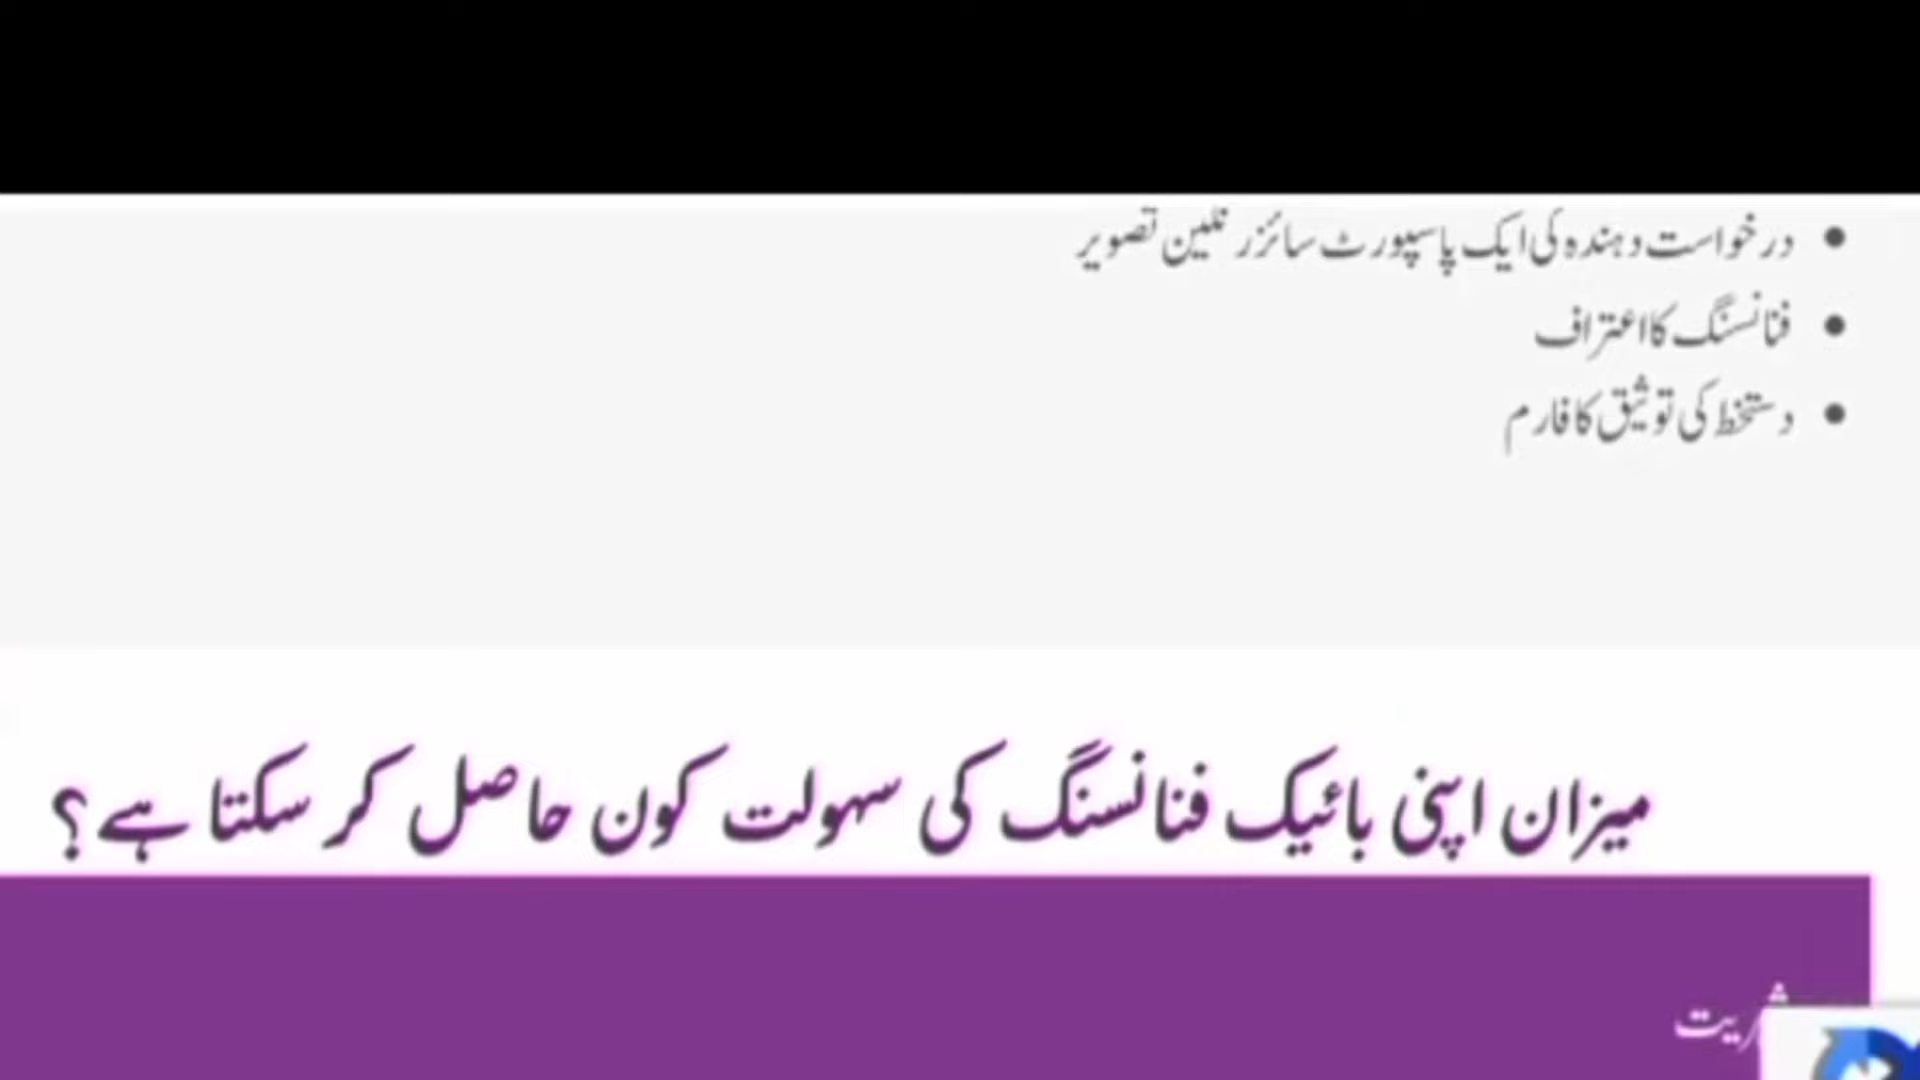 درخواست دہندہ کی ایک پاسپورٹ سائز رنگین تصویر
فنانسنگ کا اعتراف
دستخط کی توثیق کا فارم
میزان اپنی بائیک فنانسنگ کی سہولت کون حاصل کر سکتا ہے؟